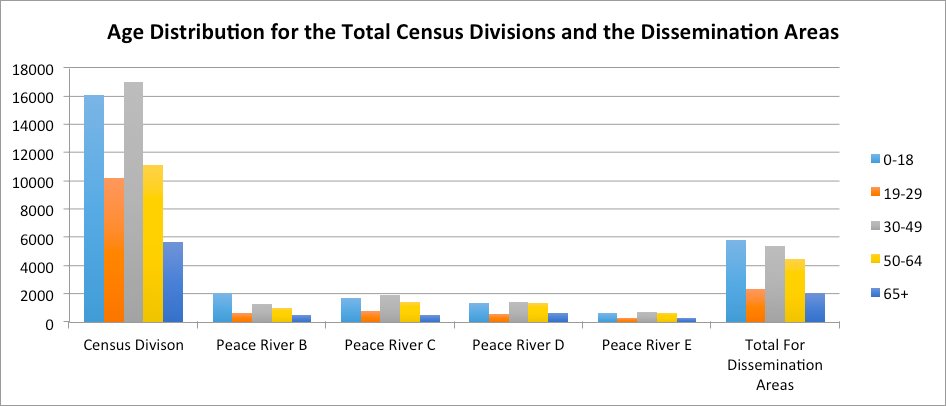 Age Distribution for the Total Census Divisions and the Dissemination Areas
18000
16000
14000
12000
10000
8000
6000
4000
2000
0
Census Divison
Peace River B
Peace River C
Peace River D
Peace River E
Total For
Dissemination
Areas
0-18
19-29
30-49
50-64
65+